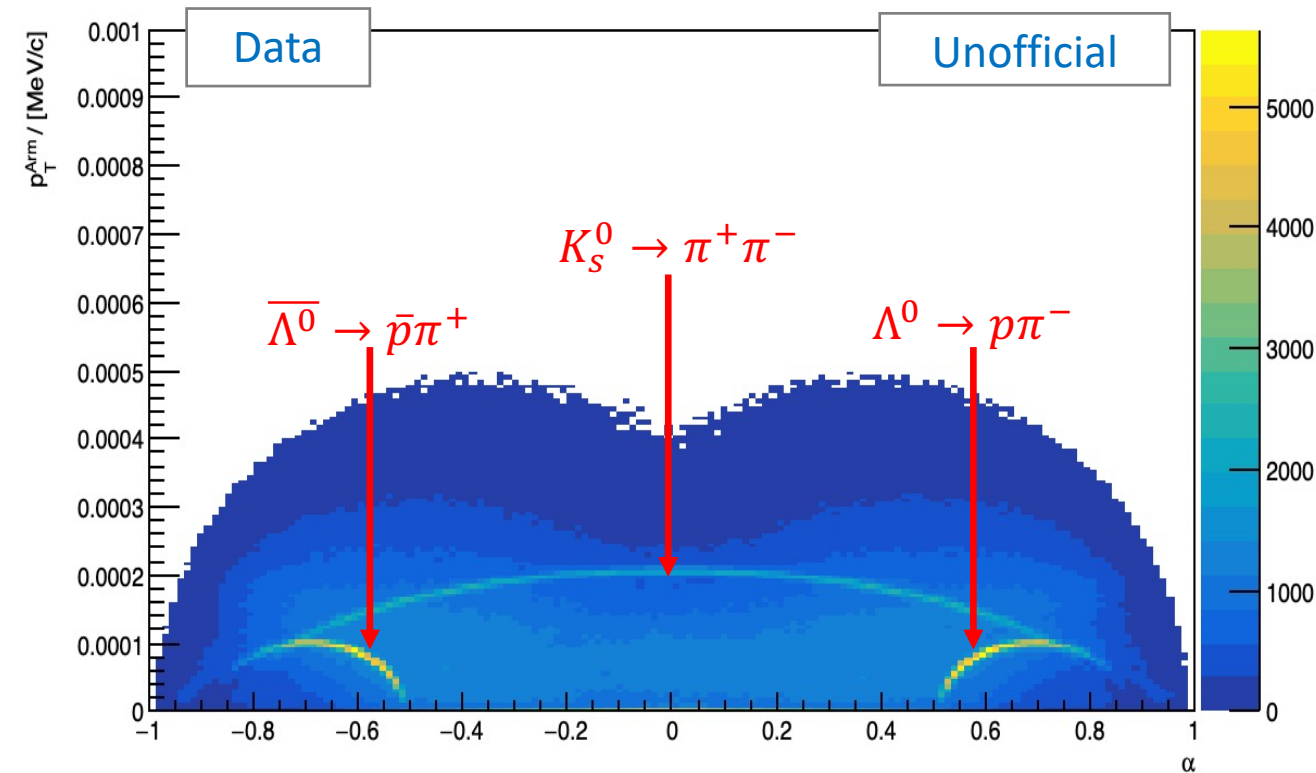 Data
Unofficial
p_T^Arm / [MeV/c]
0.001
0.0009
0.0008
0.0007
0.0006
0.0005
0.0004
0.0003
0.0002
0.0001
0
K_s^0 → π⁺π⁻
\overline{Λ^0} → p̄π⁺
Λ⁰ → pπ⁻
5000
4000
3000
2000
1000
0
−1 −0.8 −0.6 −0.4 −0.2 0 0.2 0.4 0.6 0.8 1
α